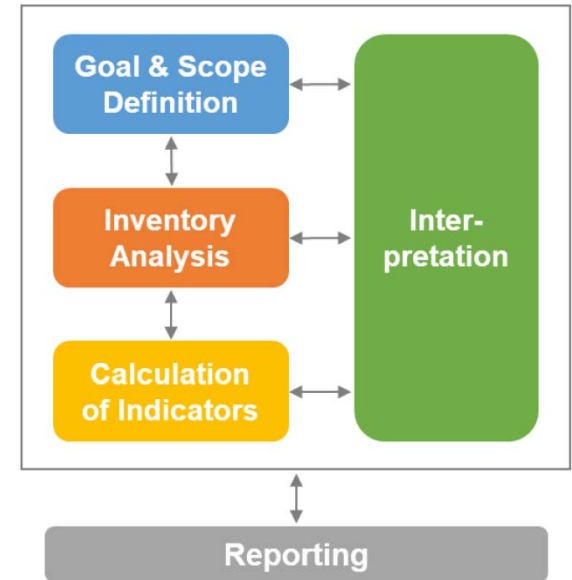 Goal & Scope
Definition
Inventory
Analysis
Calculation
of Indicators
Inter-
pretation
Reporting